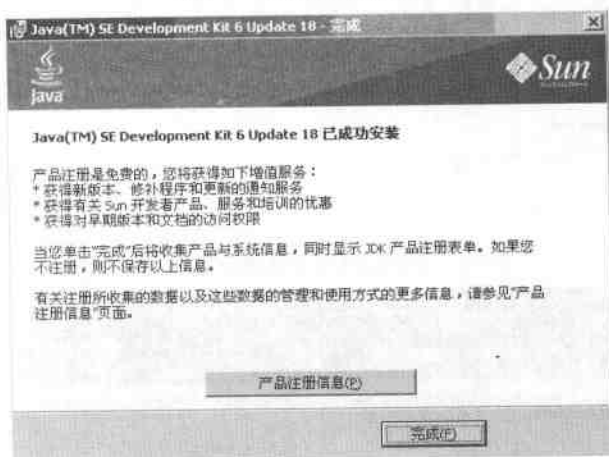 Java(TM) SE Development Kit 6 Update 18 - 完成
Java
Sun
Java(TM) SE Development Kit 6 Update 18 已成功安装
产品注册是免费的，您将获得如下增值服务：
* 获得新版本、修补程序和更新的通知服务
* 获得有关 Sun 开发者产品、服务和培训的优惠
* 获得对早期版本和文档的访问权限
当您单击“完成”后将收集产品与系统信息，同时显示 JDK 产品注册表单。如果您
不注册，则不保存以上信息。
有关注册所收集的数据以及这些数据的管理和使用方式的更多信息，请参见“产品
注册信息”页面。
产品注册信息(P)
完成(F)